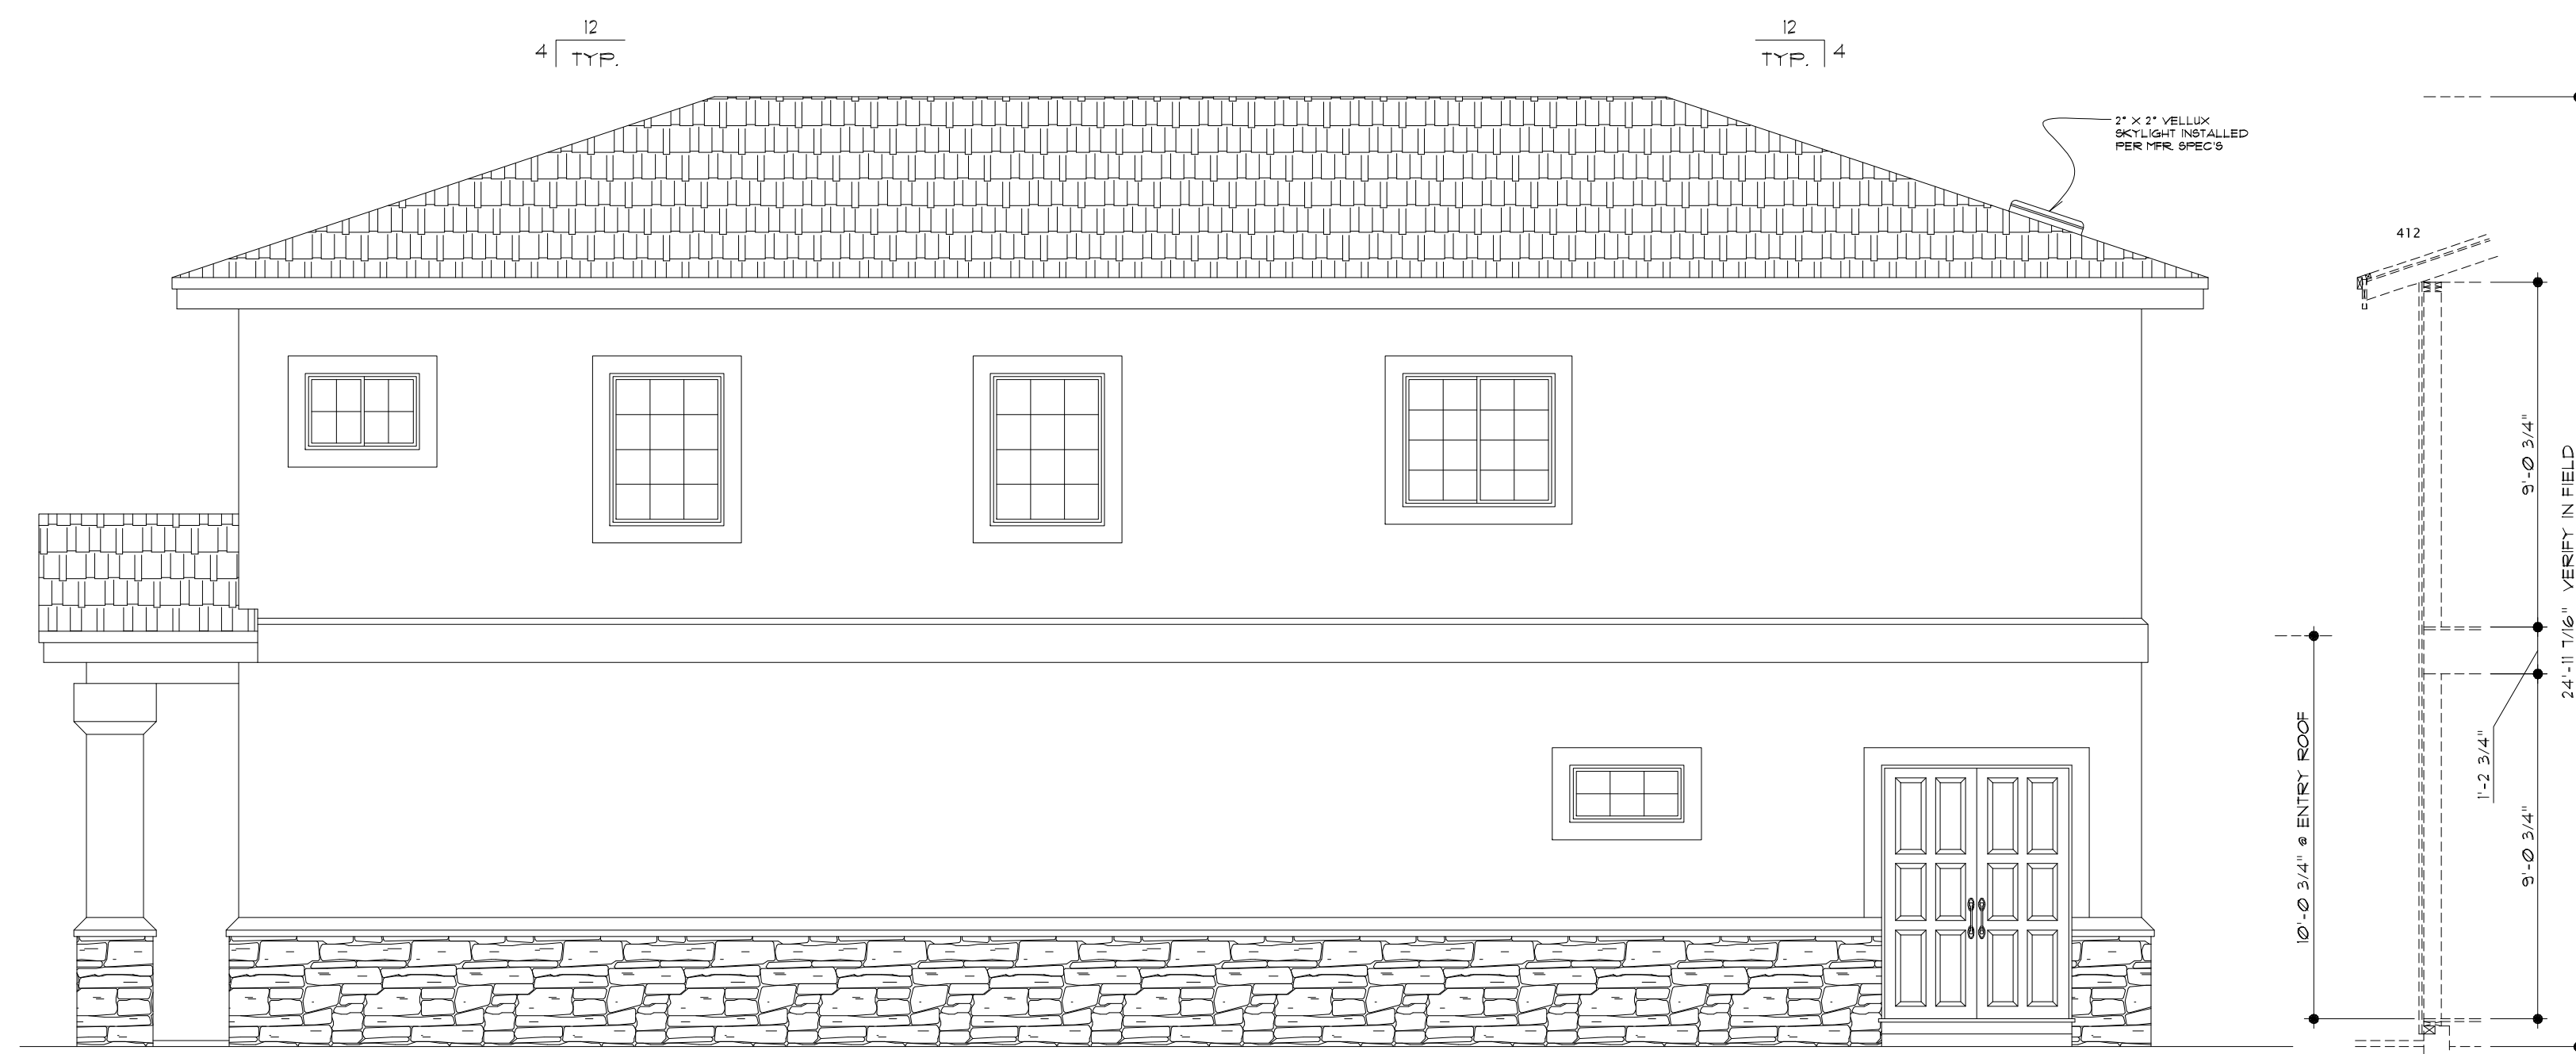 12
4
TYP.
12
TYP.
4
2° X 2° VELLUX
SKYLIGHT INSTALLED
PER MFR. SPEC'S
412
9'-0 3/4"
24'-11 7/16" VERIFY IN FIELD
1'-2 3/4"
10'-0 3/4" @ ENTRY ROOF
9'-0 3/4"